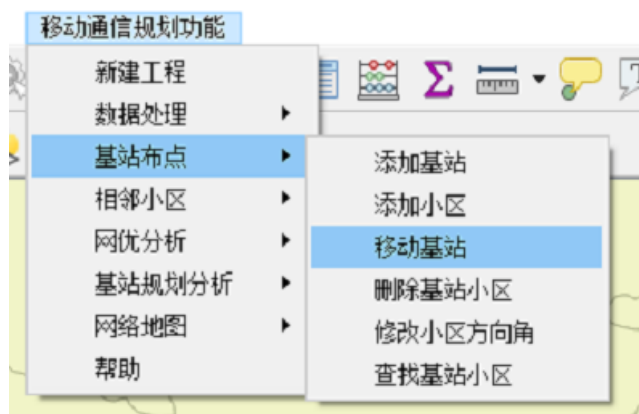 移动通信规划功能
新建工程
数据处理
基站布点
相邻小区
网优分析
基站规划分析
网络地图
帮助
添加基站
添加小区
移动基站
删除基站小区
修改小区方向角
查找基站小区